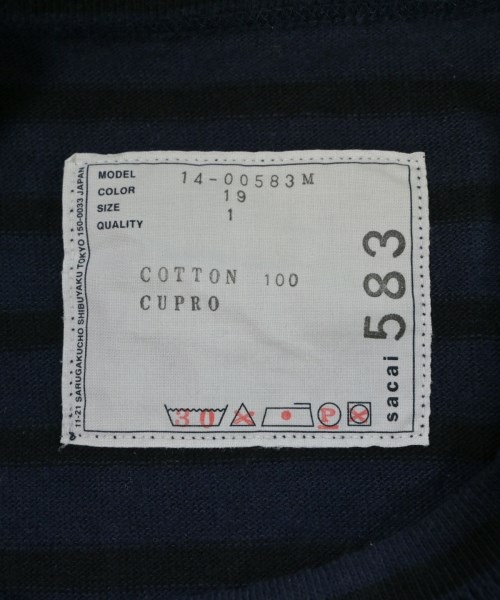 MODEL 14-00583M
COLOR 19
SIZE 1
QUALITY
COTTON 100
CUPRO
30
P
sacai 583
11-21 SARUGAKUCHO SHIBUYAKU TOKYO 150-0033 JAPAN